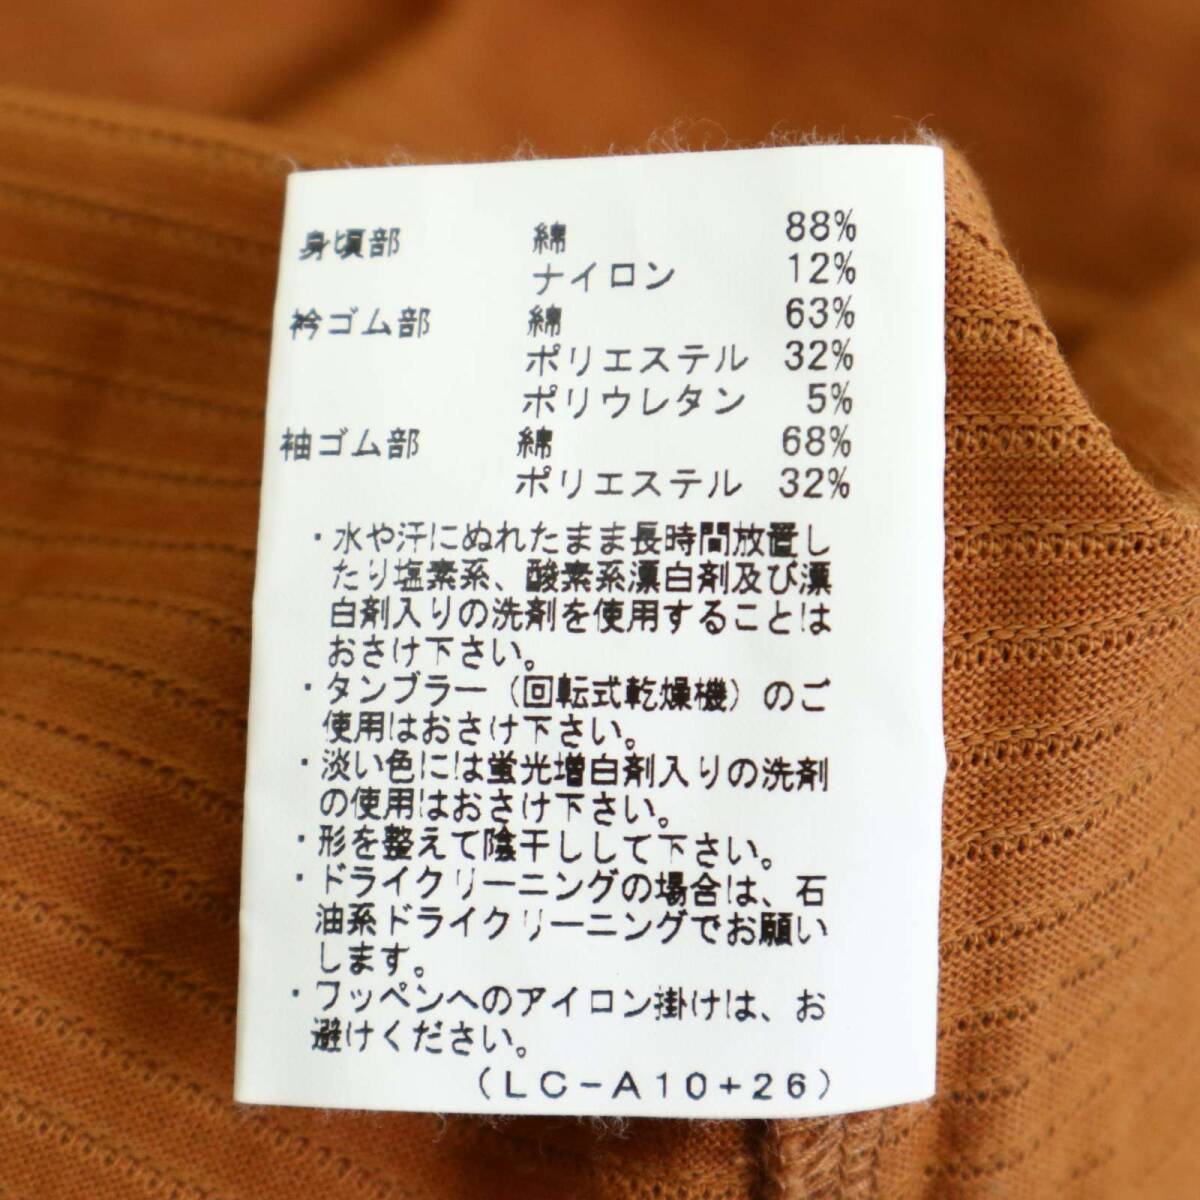 身頃部 綿 88%
ナイロン 12%
衿ゴム部 綿 63%
ポリエステル 32%
ポリウレタン 5%
袖ゴム部 綿 68%
ポリエステル 32%
・水や汗にぬれたまま長時間放置し
たり塩素系、酸素系漂白剤及び漂
白剤入りの洗剤を使用することは
おさけ下さい。
・タンブラー(回転式乾燥機)のご
使用はおさけ下さい。
・淡い色には蛍光増白剤入りの洗剤
の使用はおさけ下さい。
・形を整えて陰干しして下さい。
・ドライクリーニングの場合は、石
油系ドライクリーニングでお願い
します。
・ワッペンへのアイロン掛けは、お
避けください。
(LC-A10+26)